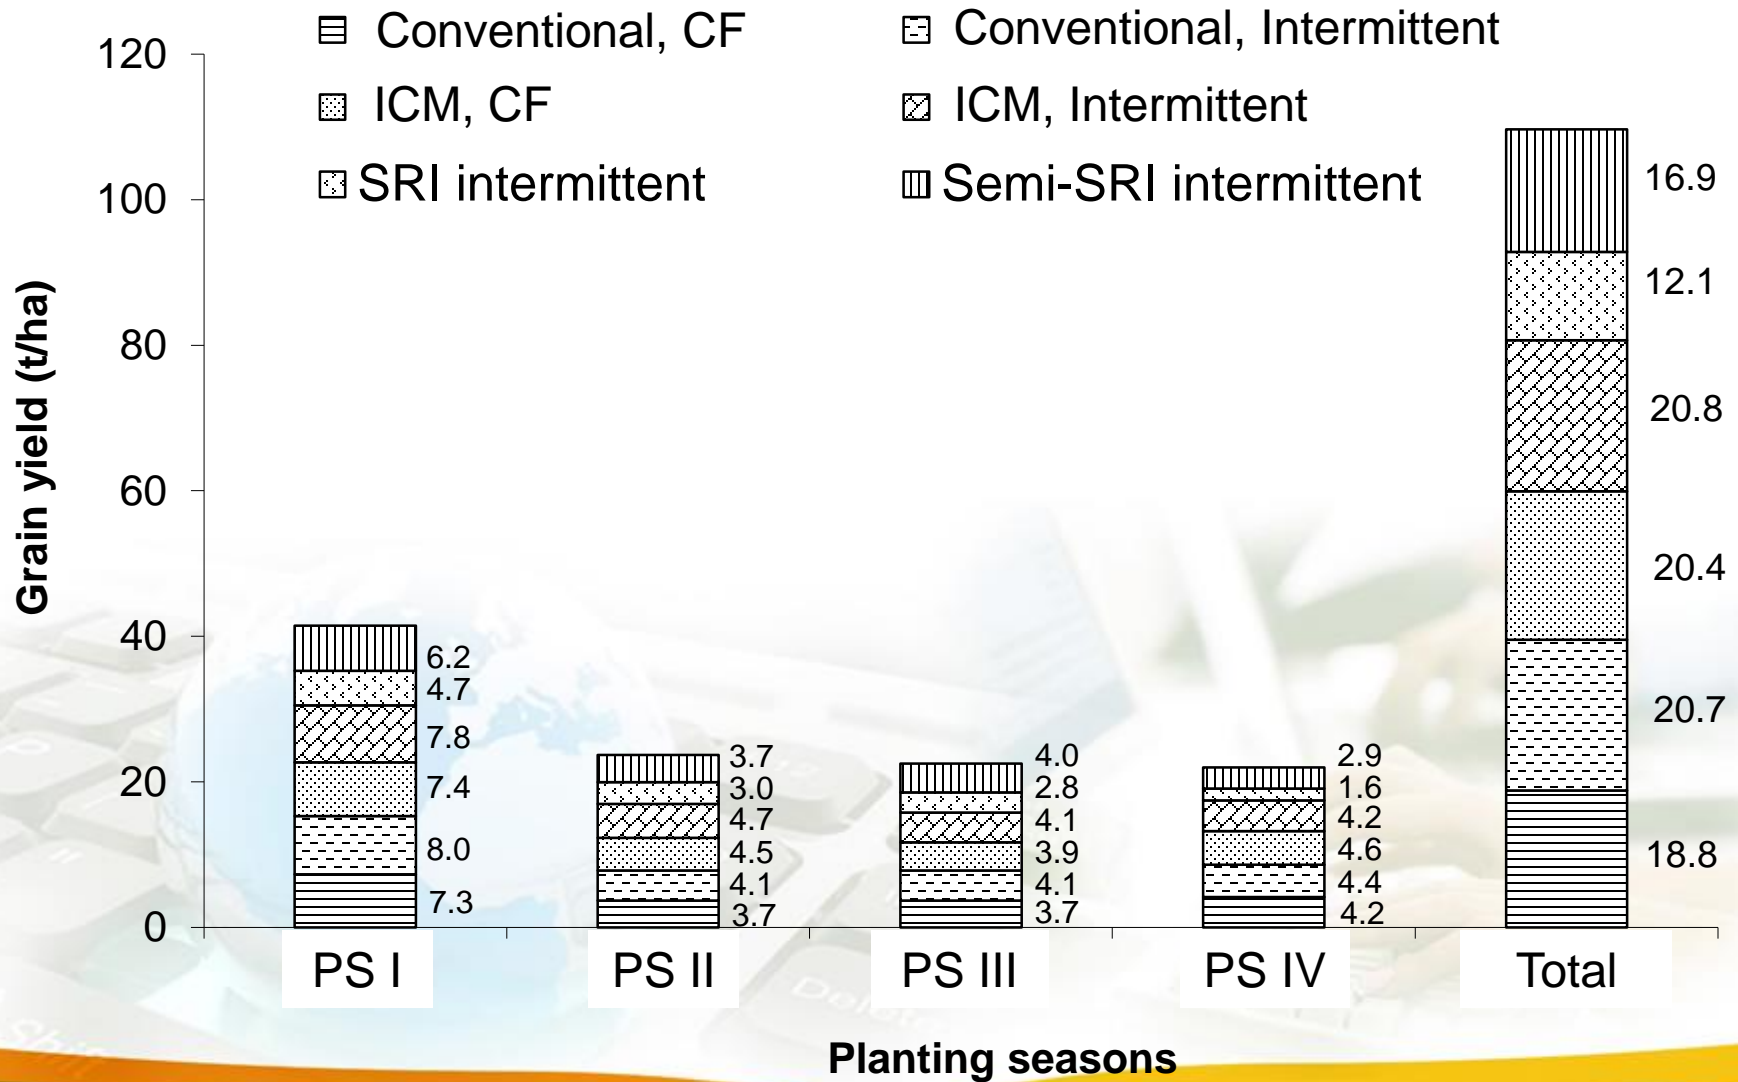 Conventional, CF
Conventional, Intermittent
ICM, CF
ICM, Intermittent
SRI intermittent
Semi-SRI intermittent
Grain yield (t/ha)
120
100
80
60
40
20
0
6.2
4.7
7.8
7.4
8.0
7.3
3.7
3.0
4.7
4.5
4.1
3.7
4.0
2.8
4.1
3.9
4.1
3.7
2.9
1.6
4.2
4.6
4.4
4.2
16.9
12.1
20.8
20.4
20.7
18.8
PS I
PS II
PS III
PS IV
Total
Planting seasons
Shift
Delete